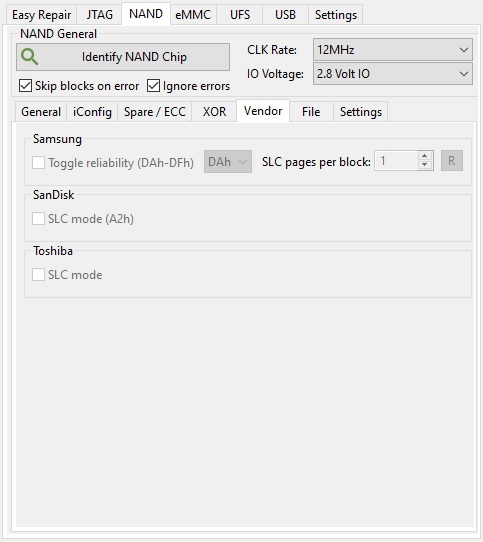 Easy Repair JTAG NAND eMMC UFS USB Settings
NAND General
Identify NAND Chip
CLK Rate: 12MHz
IO Voltage: 2.8 Volt IO
Skip blocks on error Ignore errors
General iConfig Spare / ECC XOR Vendor File Settings
Samsung
Toggle reliability (DAh-DFh) DAh SLC pages per block: 1 R
SanDisk
SLC mode (A2h)
Toshiba
SLC mode